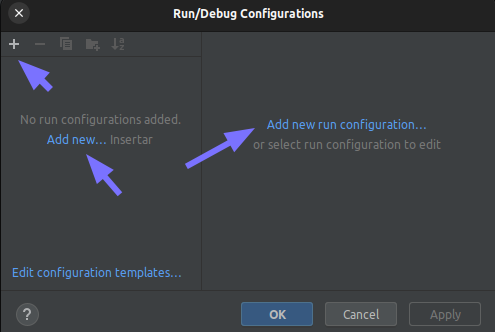 Run/Debug Configurations
No run configurations added.
Add new... Insertar
Add new run configuration...
or select run configuration to edit
Edit configuration templates...
?
OK
Cancel
Apply